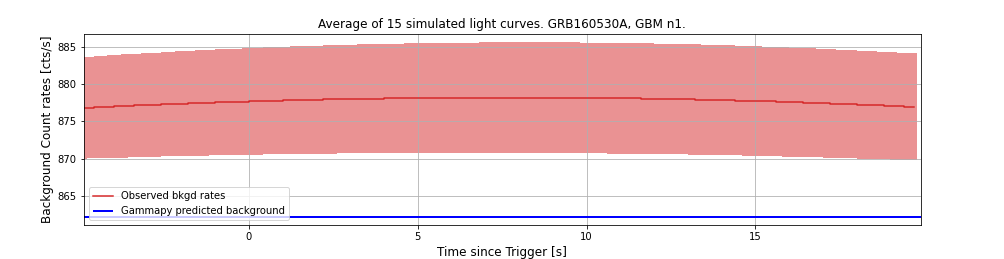 Average of 15 simulated light curves. GRB160530A, GBM n1.
Background Count rates [cts/s]
885
880
875
870
865
Observed bkgd rates
Gammapy predicted background
0
5
10
15
Time since Trigger [s]